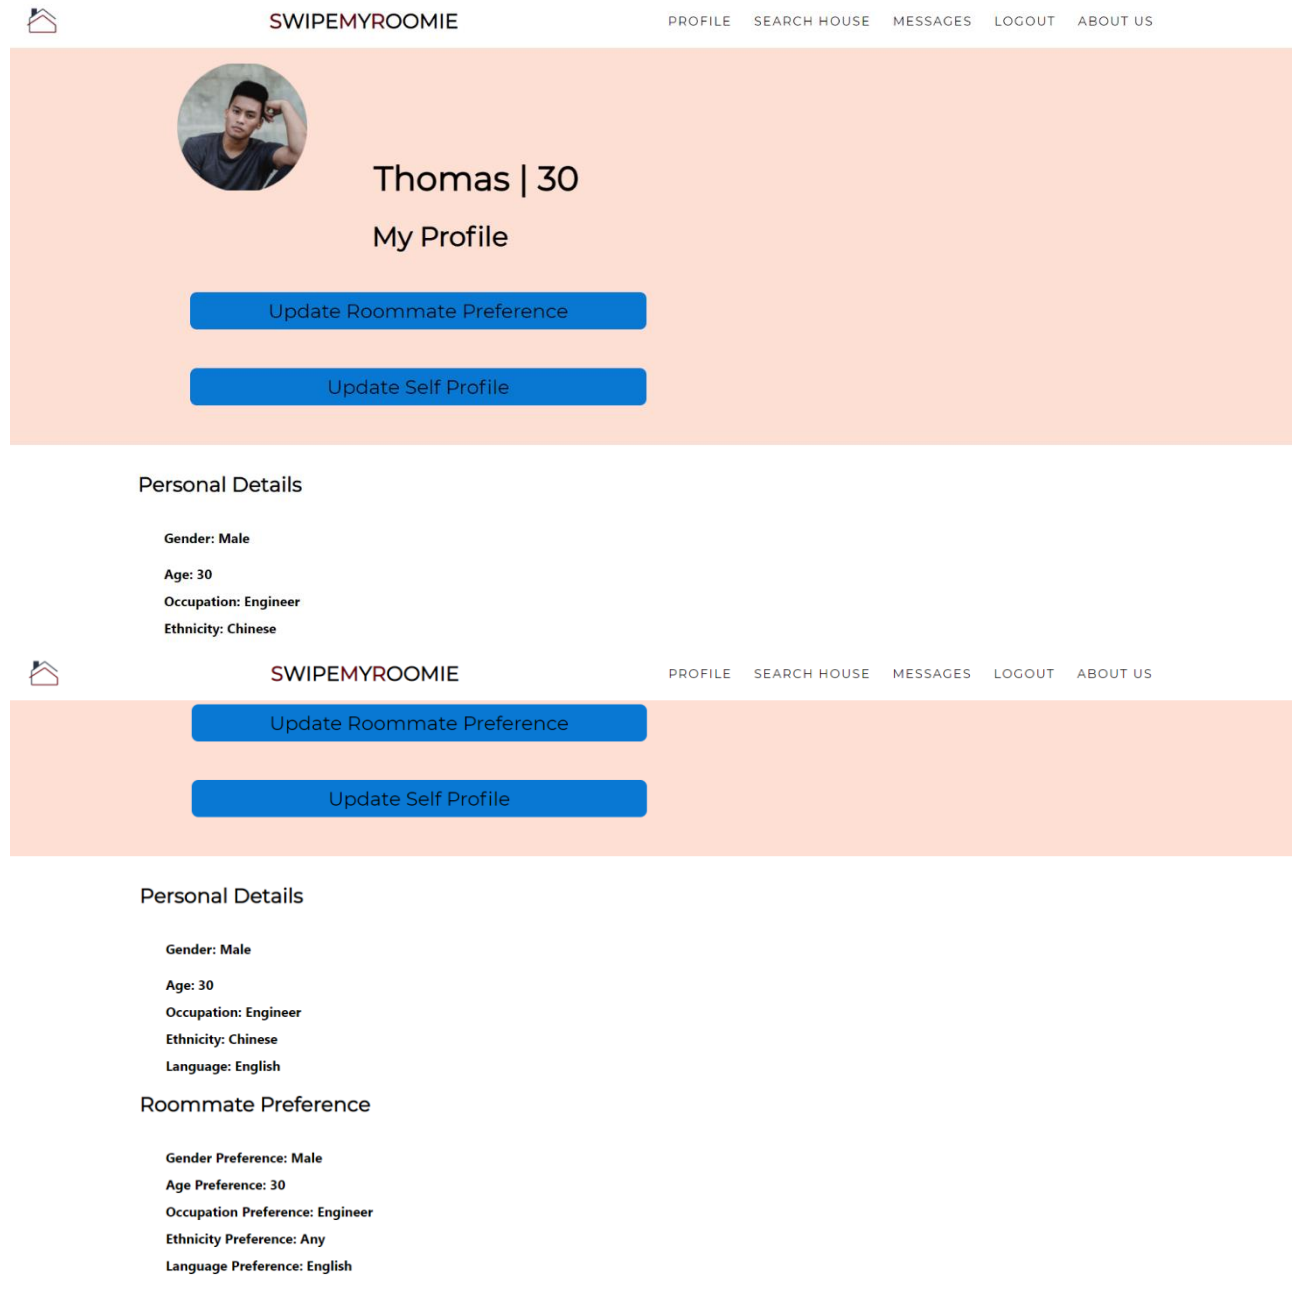 SWIPEMYROOMIE PROFILE SEARCH HOUSE MESSAGES LOGOUT ABOUT US
Thomas | 30
My Profile
Update Roommate Preference
Update Self Profile
Personal Details
Gender: Male
Age: 30
Occupation: Engineer
Ethnicity: Chinese
SWIPEMYROOMIE PROFILE SEARCH HOUSE MESSAGES LOGOUT ABOUT US
Update Roommate Preference
Update Self Profile
Personal Details
Gender: Male
Age: 30
Occupation: Engineer
Ethnicity: Chinese
Language: English
Roommate Preference
Gender Preference: Male
Age Preference: 30
Occupation Preference: Engineer
Ethnicity Preference: Any
Language Preference: English